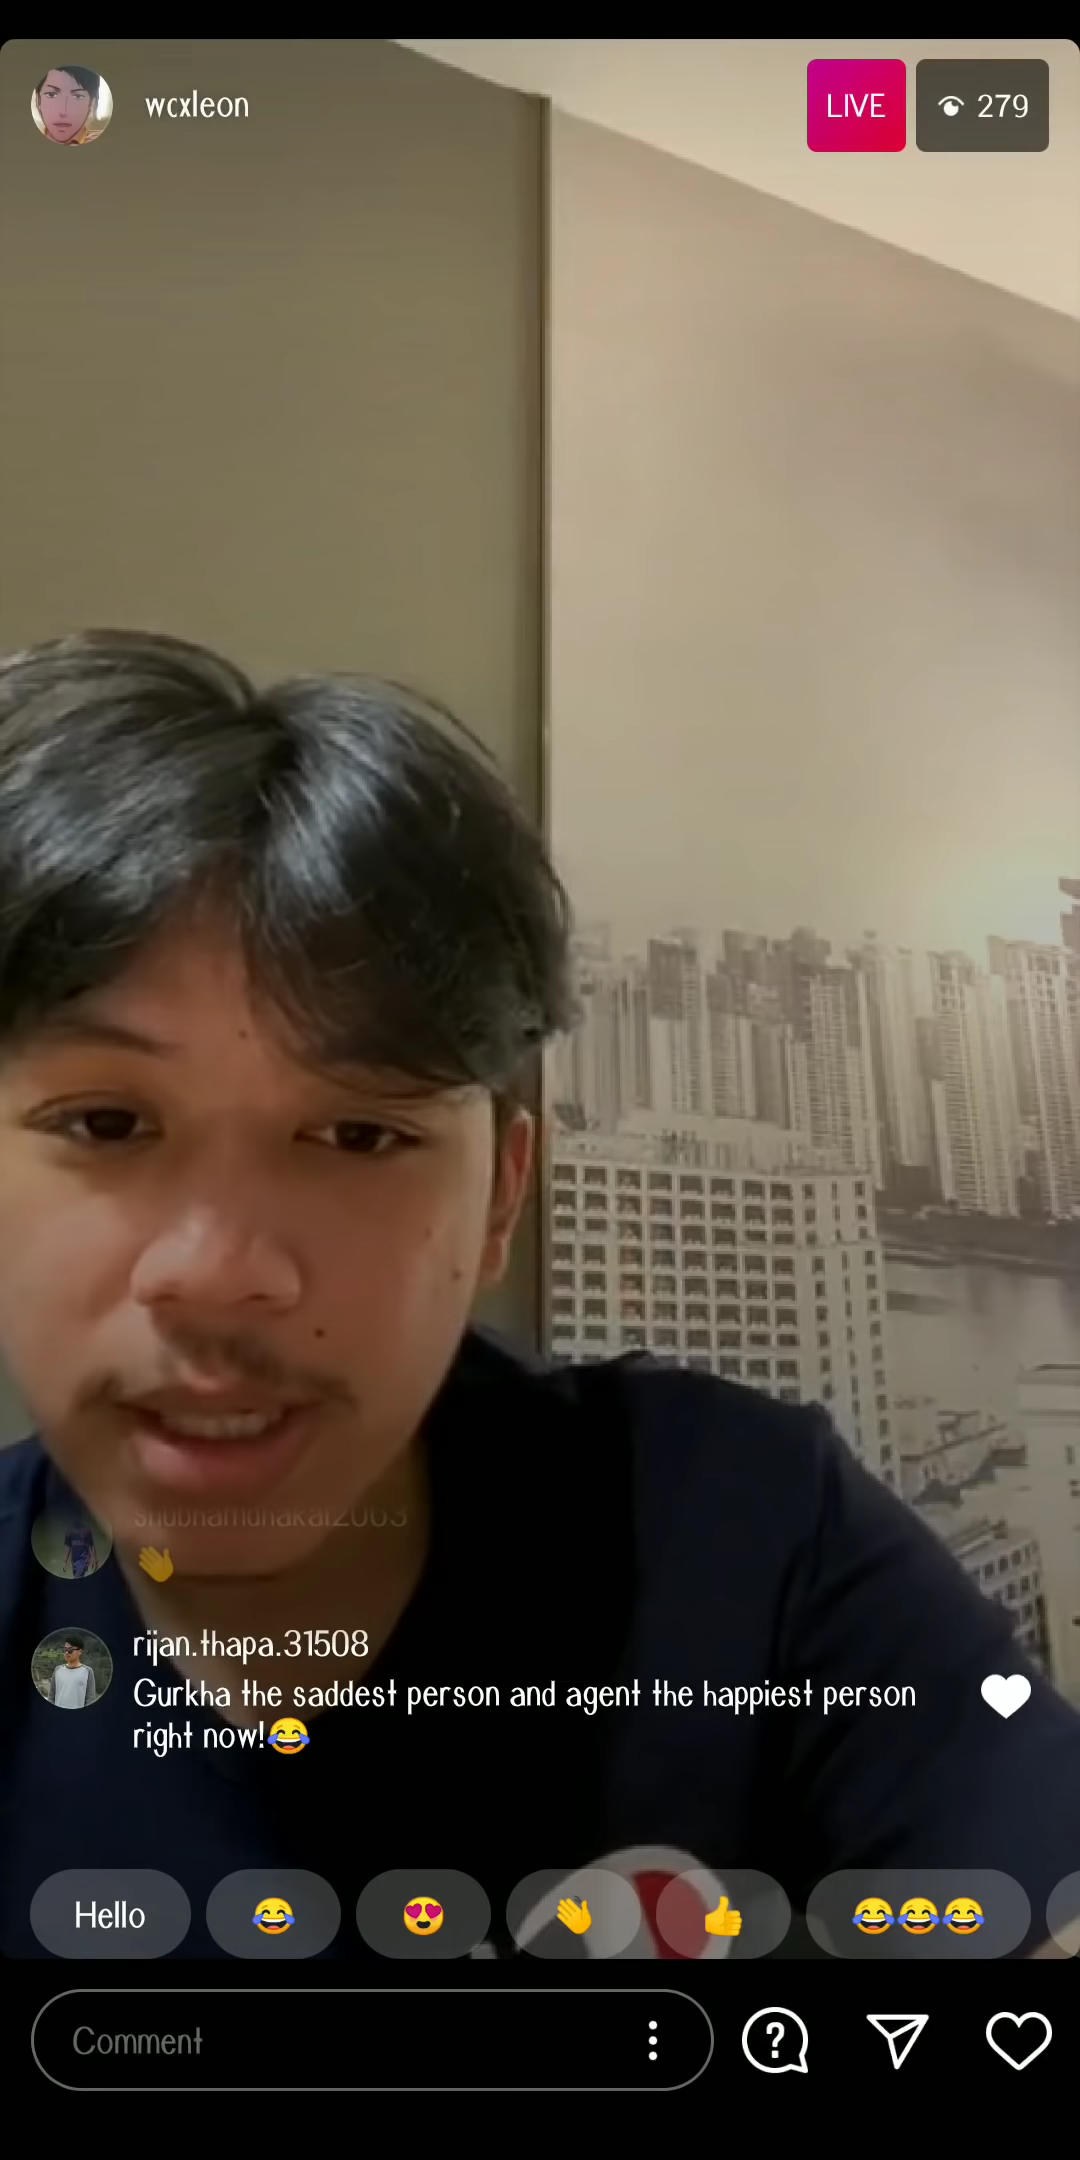 wcxleon
LIVE
279
rijan.thapa.31508
Gurkha the saddest person and agent the happiest person
right now!😂
Hello
😂
😍
👋
👍
😂😂😂
Comment